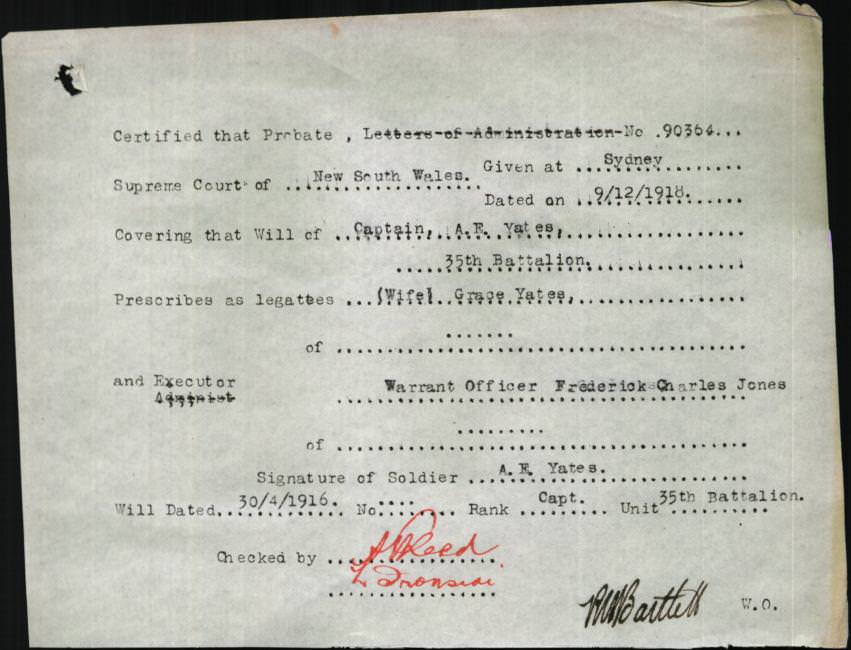 Certified that Probate , Letters-of-Administration-No .90364...
Supreme Court of ...New South Wales. Given at ...Sydney
Dated on ..9/12/1918.
Covering that Will of ..Captain, A.E. Yates,
35th Battalion.
Prescribes as legatees ...(Wife) Grace Yates,
of
and Executor Warrant Officer Frederick Charles Jones
Administ
of
Signature of Soldier ...A.E. Yates.
Will Dated..30/4/1916. No........ Rank Capt. Unit 35th Battalion.
Checked by ...
Bartlett W.O.